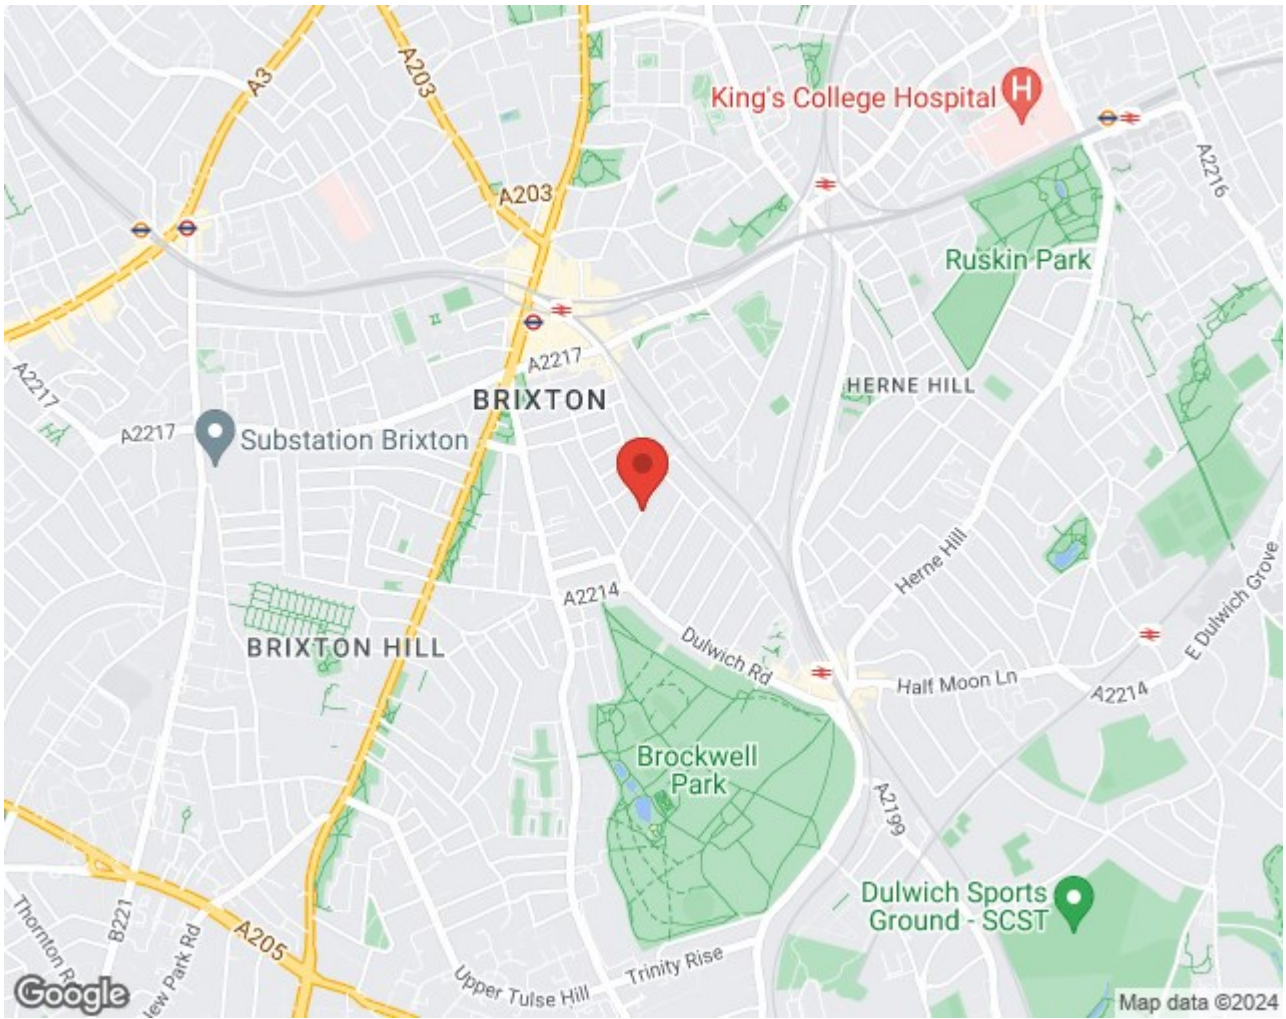 A3
A203
King's College Hospital
H
A2216
A203
Ruskin Park
A2217
A2217
HERNE HILL
BRIXTON
A2217
Substation Brixton
Herne Hill
A2214
E Dulwich Grove
BRIXTON HILL
Dulwich Rd
Half Moon Ln
A2214
Brockwell
Park
A2199
Dulwich Sports
Ground - SCST
Thornton Rd
B221
New Park Rd
A205
Upper Tulse Hill
Trinity Rise
Google
Map data ©2024